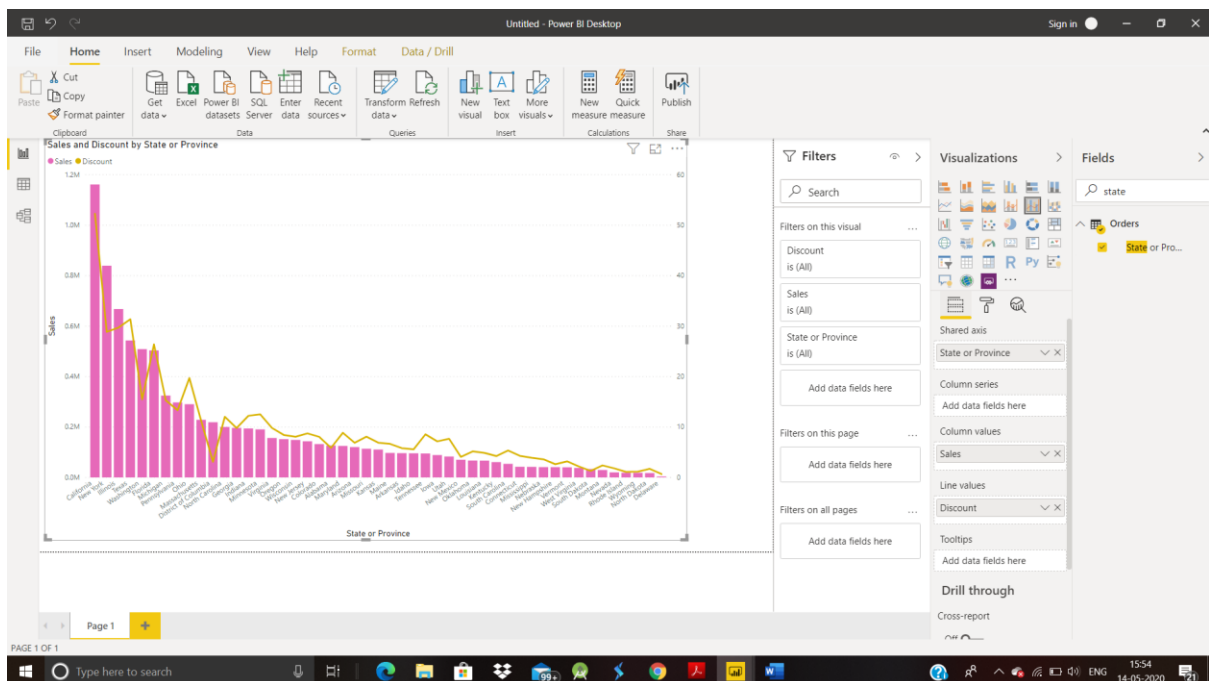 Untitled - Power BI Desktop
Sign in
File Home Insert Modeling View Help Format Data / Drill
Paste
Cut
Copy
Format painter
Clipboard
Get data
Excel
Power BI datasets
SQL Server
Enter data
Recent sources
Data
Transform data
Refresh
Queries
New visual
Text box
More visuals
Insert
New measure
Quick measure
Calculations
Publish
Share
Sales and Discount by State or Province
Sales Discount
1.2M
1.0M
0.8M
0.6M
0.4M
0.2M
0.0M
Sales
60
50
40
30
20
10
0
California
New York
Illinois
Texas
Washington
Florida
Michigan
Pennsylvania
Ohio
Massachusetts
District of Columbia
North Carolina
Georgia
Indiana
Minnesota
Virginia
Oregon
Wisconsin
New Jersey
Colorado
Alabama
Maryland
Arizona
Missouri
Kansas
Maine
Arkansas
Idaho
Tennessee
Iowa
Utah
New Mexico
Oklahoma
Louisiana
Kentucky
South Carolina
Connecticut
Mississippi
Nebraska
New Hampshire
Vermont
West Virginia
South Dakota
Montana
Nevada
Rhode Island
Wyoming
North Dakota
Delaware
State or Province
Filters
Search
Filters on this visual
Discount
is (All)
Sales
is (All)
State or Province
is (All)
Add data fields here
Filters on this page
Add data fields here
Filters on all pages
Add data fields here
Visualizations
R Py
Shared axis
State or Province
Column series
Add data fields here
Column values
Sales
Line values
Discount
Tooltips
Add data fields here
Drill through
Cross-report
Off
Fields
state
Orders
State or Pro...
Page 1
PAGE 1 OF 1
Type here to search
99+
ENG
15:54
14-05-2020
21